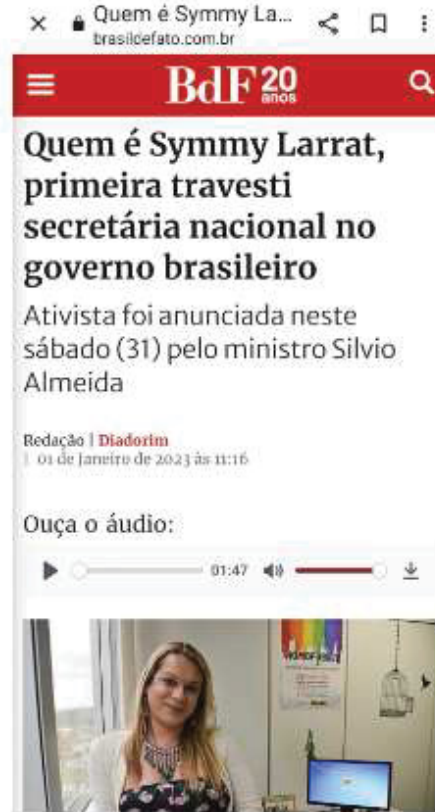 Quem é Symmy La...
brasildefato.com.br
BdF 20
anos
Quem é Symmy Larrat,
primeira travesti
secretária nacional no
governo brasileiro
Ativista foi anunciada neste
sábado (31) pelo ministro Silvio
Almeida
Redação | Diadorim
| 01 de Janeiro de 2023 às 11:16
Ouça o áudio:
01:47